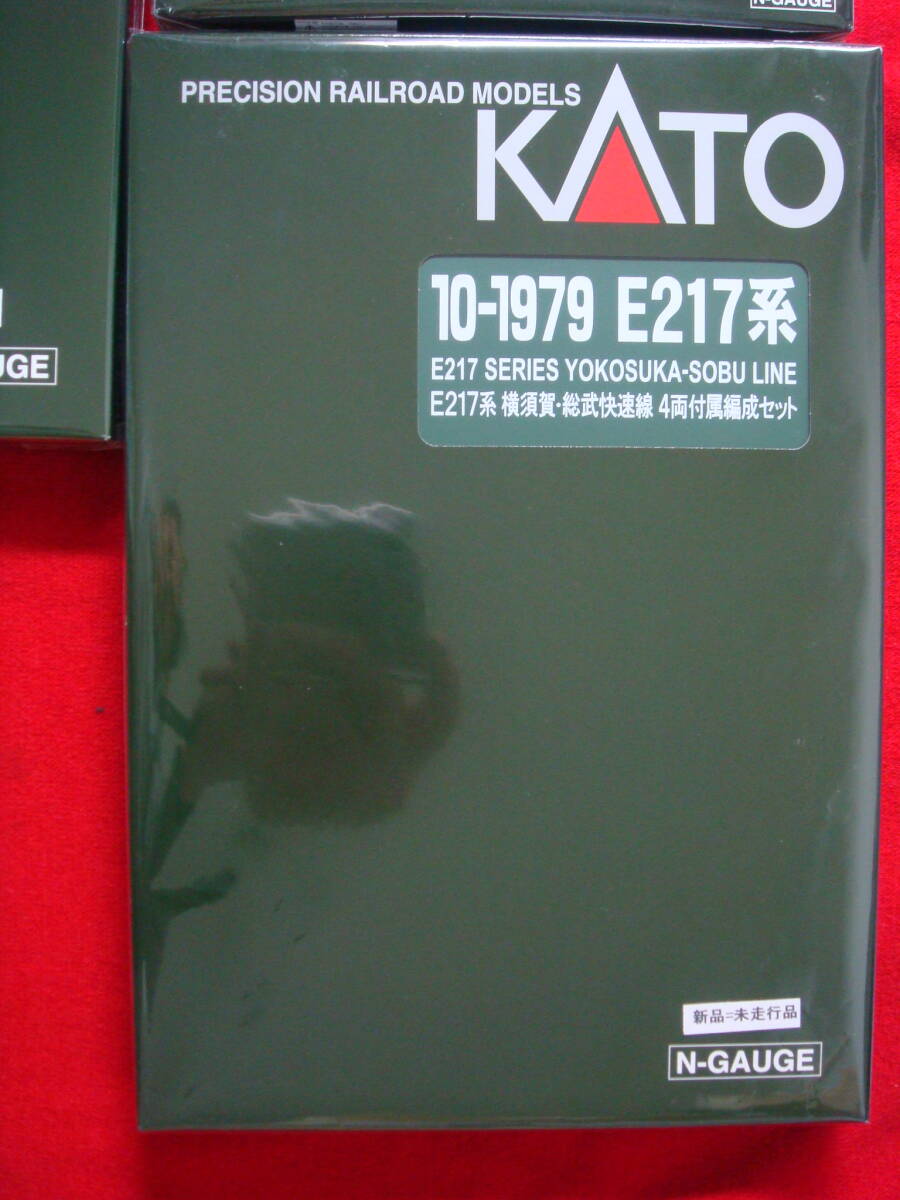 N-GAUGE
PRECISION RAILROAD MODELS
KATO
10-1979 E217系
E217 SERIES YOKOSUKA-SOBU LINE
E217系 横須賀・総武快速線 4両付属編成セット
UGE
新品=未走行品
N-GAUGE